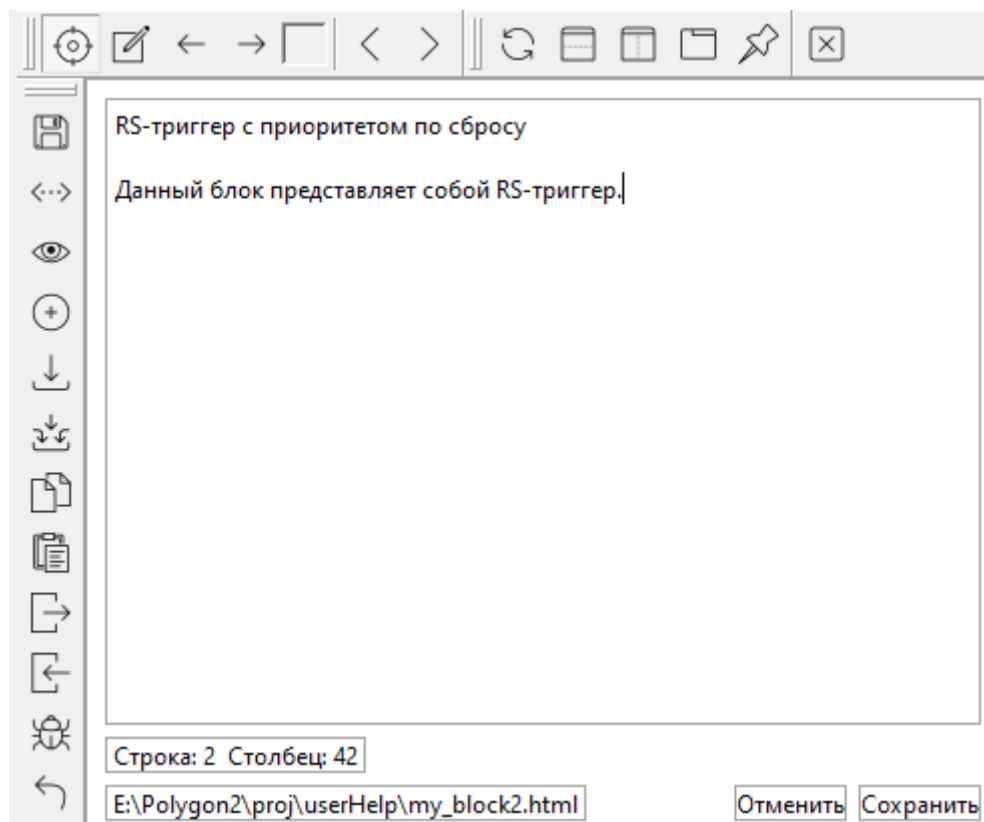 RS-триггер с приоритетом по сбросу
Данный блок представляет собой RS-триггер.
Строка: 2 Столбец: 42
E:\Polygon2\proj\userHelp\my_block2.html
Отменить Сохранить